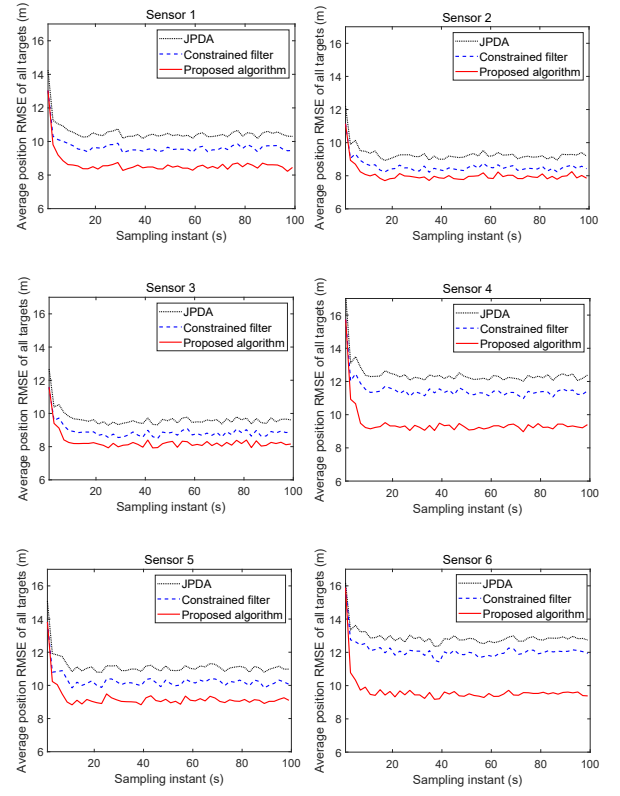 Sensor 1
Average position RMSE of all targets (m)
16
14
12
10
8
6
JPDA
Constrained filter
Proposed algorithm
20
40
60
80
100
Sampling instant (s)
Sensor 2
Average position RMSE of all targets (m)
16
14
12
10
8
6
JPDA
Constrained filter
Proposed algorithm
20
40
60
80
100
Sampling instant (s)
Sensor 3
Average position RMSE of all targets (m)
16
14
12
10
8
6
JPDA
Constrained filter
Proposed algorithm
20
40
60
80
100
Sampling instant (s)
Sensor 4
Average position RMSE of all targets (m)
16
14
12
10
8
6
JPDA
Constrained filter
Proposed algorithm
20
40
60
80
100
Sampling instant (s)
Sensor 5
Average position RMSE of all targets (m)
16
14
12
10
8
6
JPDA
Constrained filter
Proposed algorithm
20
40
60
80
100
Sampling instant (s)
Sensor 6
Average position RMSE of all targets (m)
16
14
12
10
8
6
JPDA
Constrained filter
Proposed algorithm
20
40
60
80
100
Sampling instant (s)